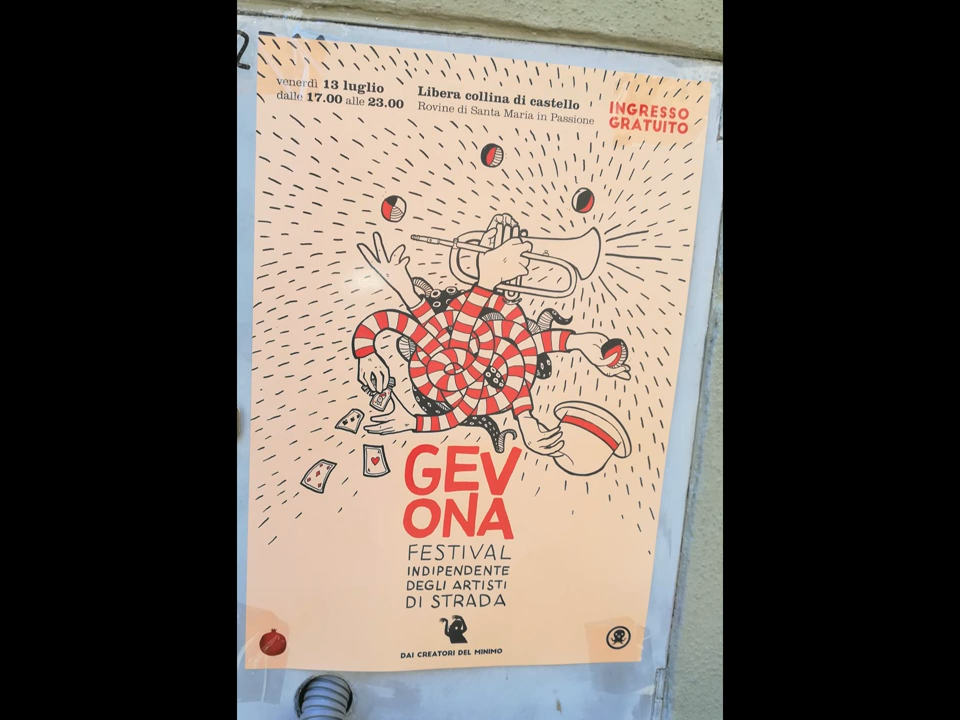 venerdì 13 luglio
dalle 17.00 alle 23.00
Libera collina di castello
Rovine di Santa Maria in Passione
INGRESSO
GRATUITO
GEV
ONA
FESTIVAL
INDIPENDENTE
DEGLI ARTISTI
DI STRADA
DAI CREATORI DEL MINIMO